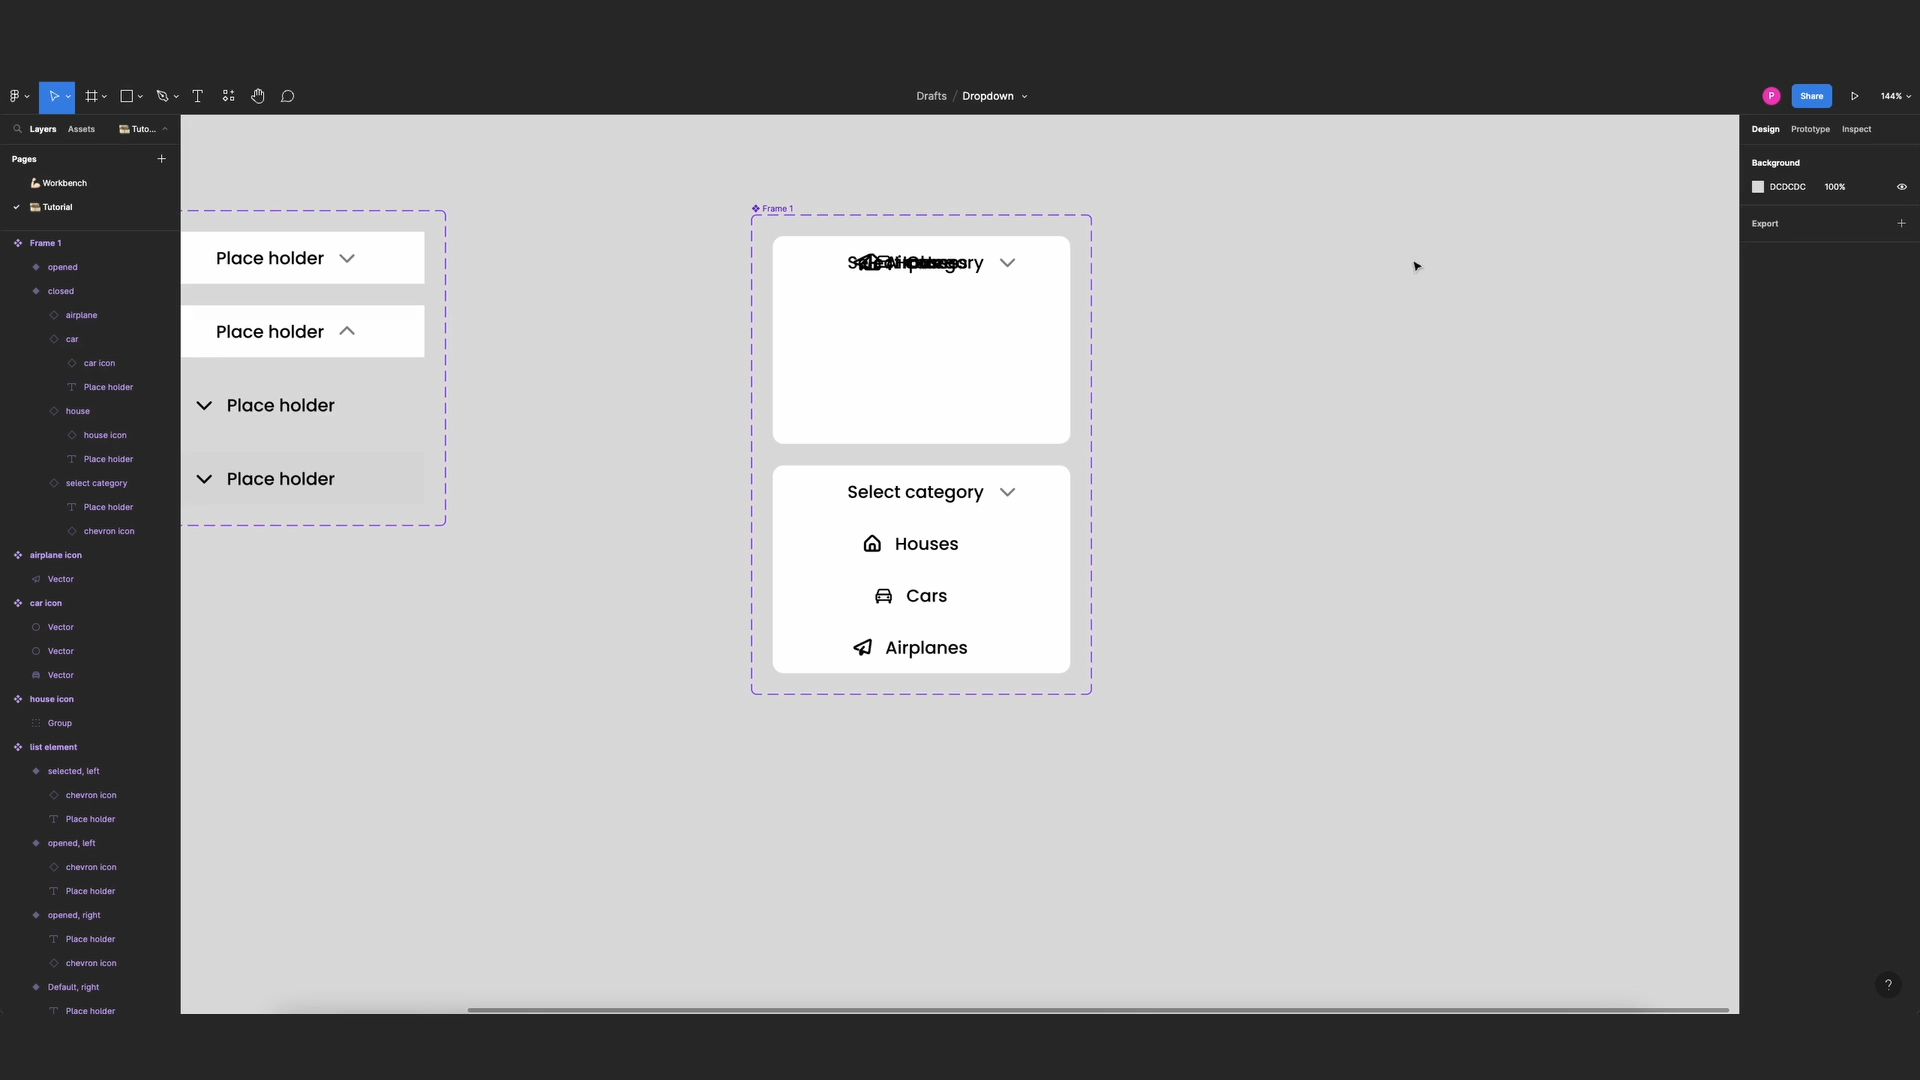 Drafts / Dropdown
P
Share
144%
Layers
Assets
Tuto...
Pages
Workbench
Tutorial
Frame 1
opened
closed
airplane
car
car icon
Place holder
house
house icon
Place holder
select category
Place holder
chevron icon
airplane icon
Vector
car icon
Vector
Vector
Vector
house icon
Group
list element
selected, left
chevron icon
Place holder
opened, left
chevron icon
Place holder
opened, right
Place holder
chevron icon
Default, right
Place holder
Place holder
Place holder
Place holder
Place holder
Frame 1
Select category
Houses
Cars
Airplanes
Design
Prototype
Inspect
Background
DCDCDC
100%
Export
?